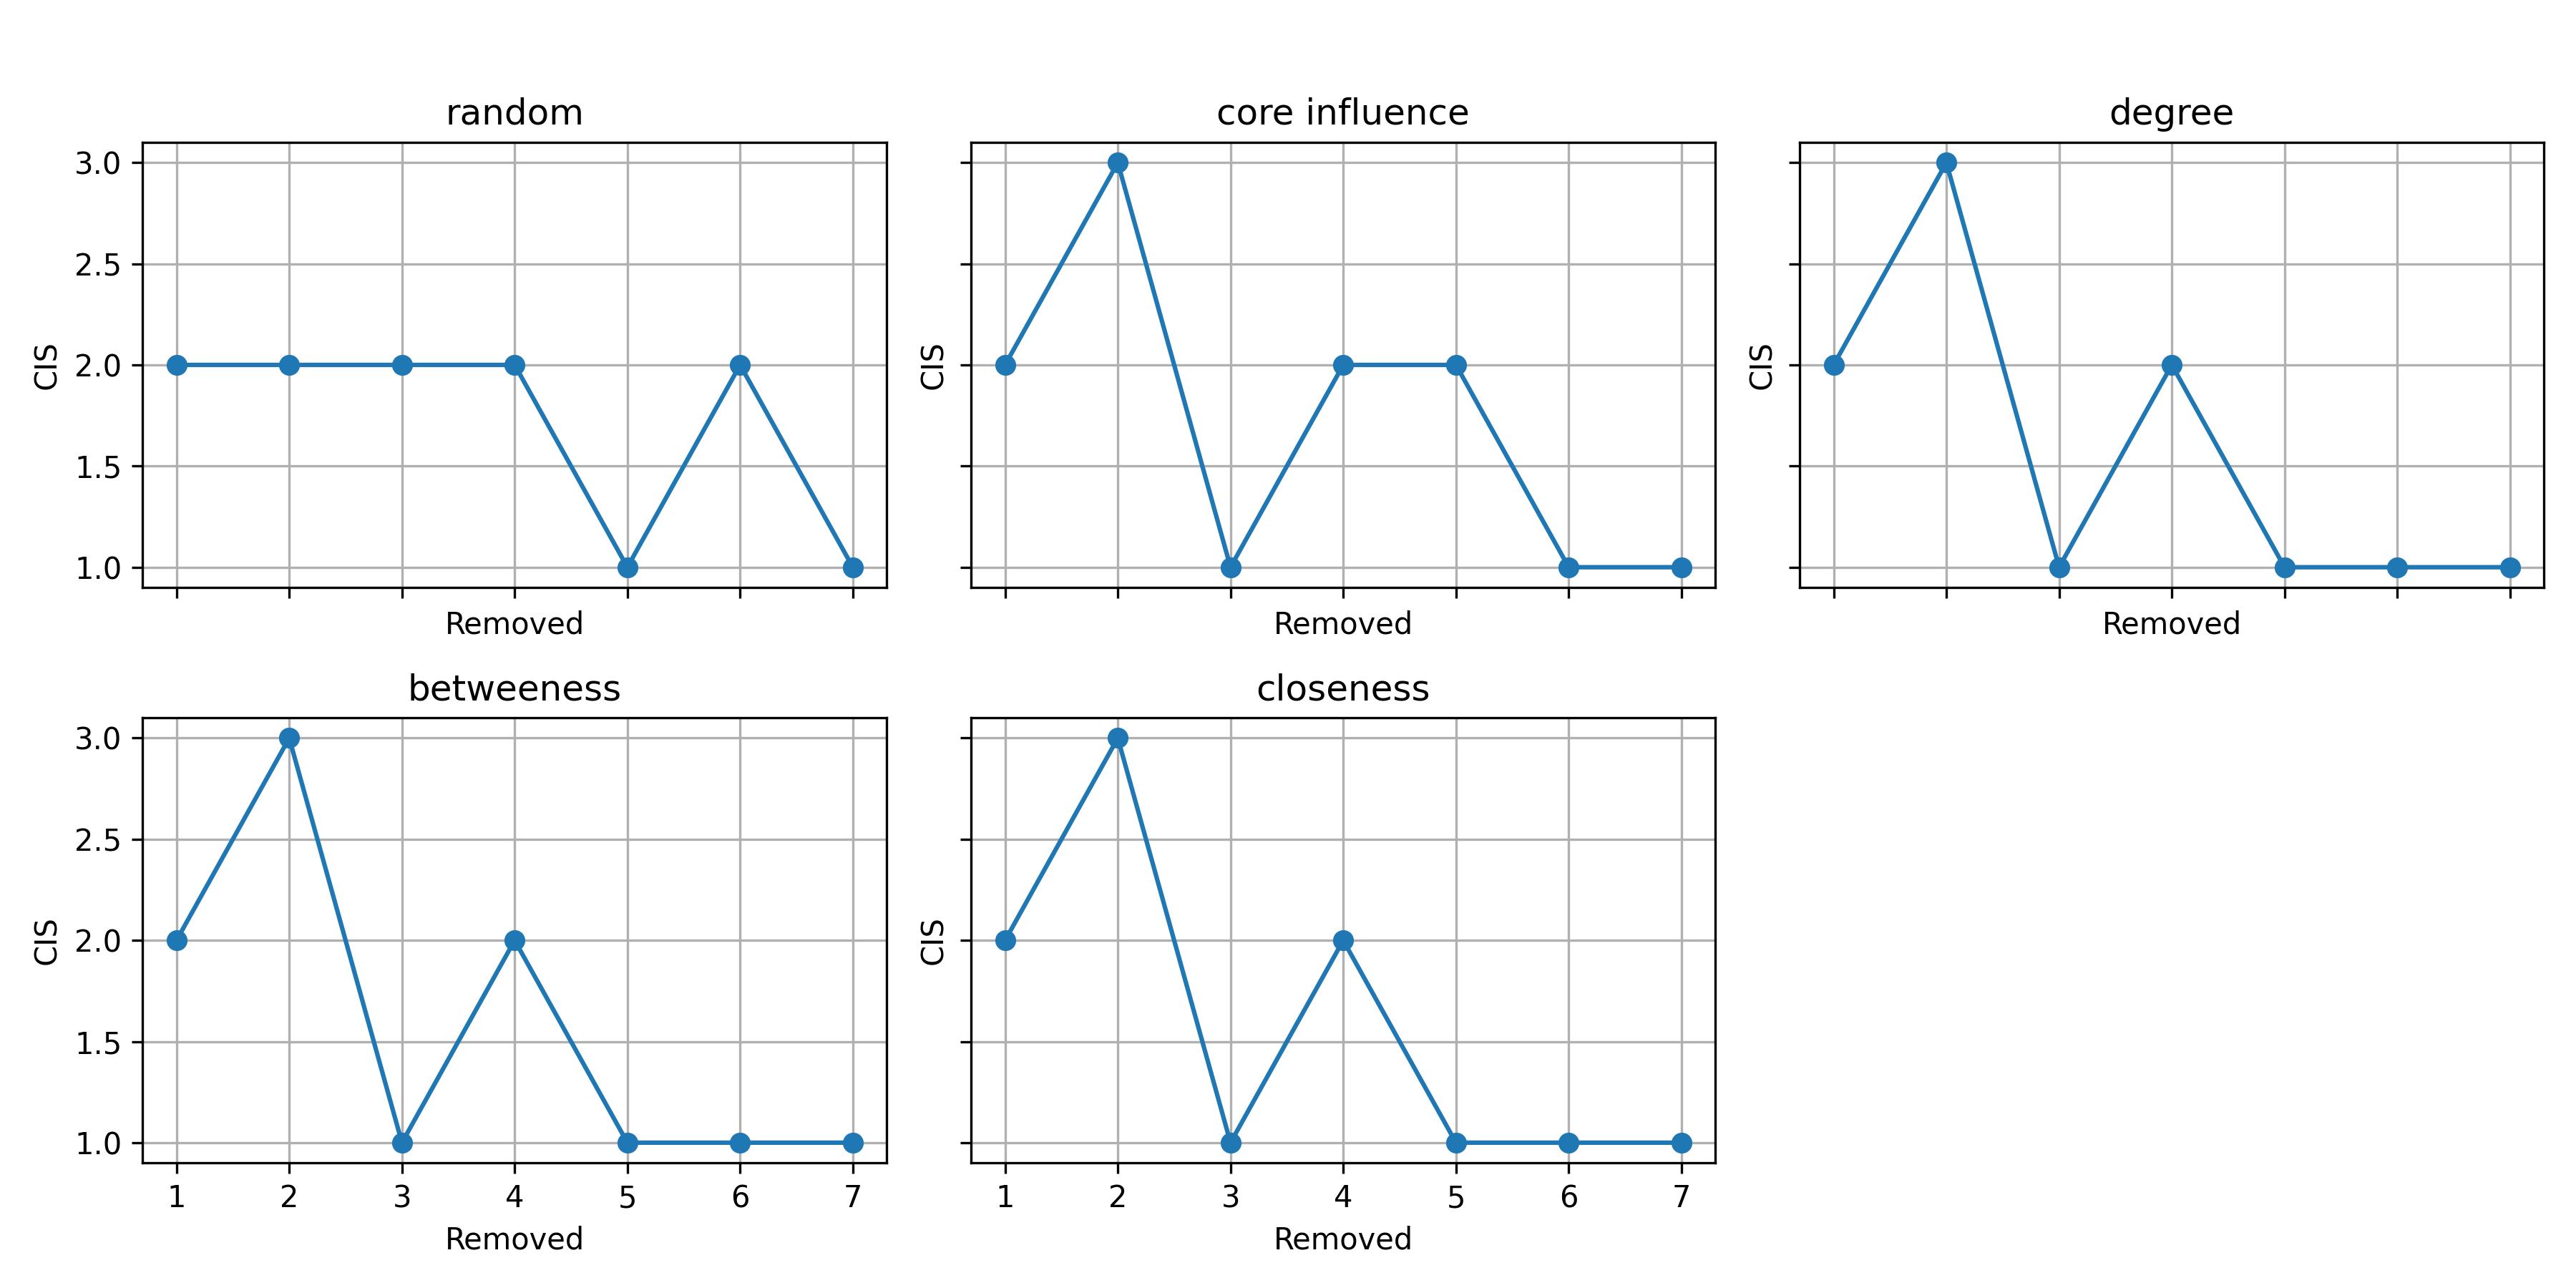 random
core influence
degree
3.0
2.5
2.0
1.5
1.0
CIS
CIS
CIS
Removed
Removed
Removed
betweeness
closeness
3.0
2.5
2.0
1.5
1.0
CIS
CIS
1 2 3 4 5 6 7
1 2 3 4 5 6 7
Removed
Removed